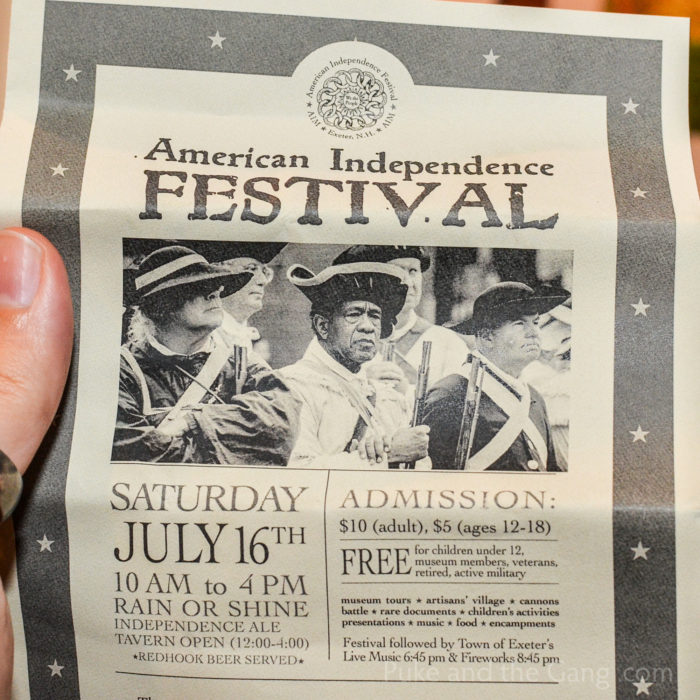 American Independence Festival
We the People
★ AIM ★ Exeter, N.H. ★ AIM ★
American Independence
FESTIVAL
SATURDAY
JULY 16TH
10 AM to 4 PM
RAIN OR SHINE
INDEPENDENCE ALE
TAVERN OPEN (12:00-4:00)
★REDHOOK BEER SERVED★
ADMISSION:
$10 (adult), $5 (ages 12-18)
FREE for children under 12,
museum members, veterans,
retired, active military
museum tours ★ artisans' village ★ cannons
battle ★ rare documents ★ children's activities
presentations ★ music ★ food ★ encampments
Festival followed by Town of Exeter's
Live Music 6:45 pm & Fireworks 8:45 pm
Puke and the Gang.com